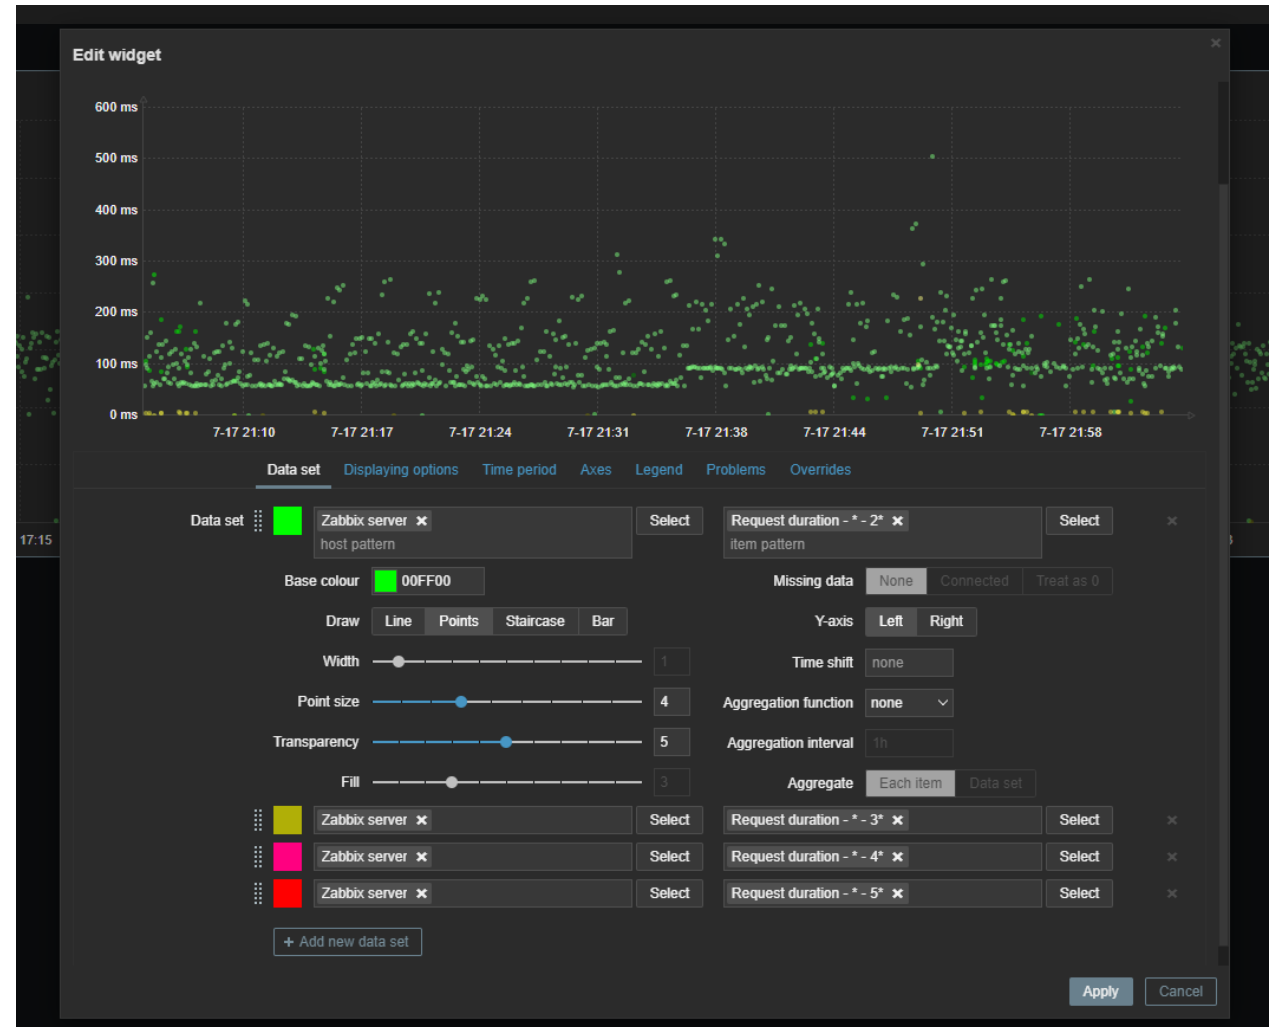 Edit widget ×
600 ms
500 ms
400 ms
300 ms
200 ms
100 ms
0 ms
7-17 21:10 7-17 21:17 7-17 21:24 7-17 21:31 7-17 21:38 7-17 21:44 7-17 21:51 7-17 21:58
Data set Displaying options Time period Axes Legend Problems Overrides
17:15
Data set Zabbix server × Select Request duration - * - 2* × Select ×
host pattern item pattern
Base colour 00FF00 Missing data None Connected Treat as 0
Draw Line Points Staircase Bar Y-axis Left Right
Width 1 Time shift none
Point size 4 Aggregation function none
Transparency 5 Aggregation interval 1h
Fill 3 Aggregate Each item Data set
Zabbix server × Select Request duration - * - 3* × Select ×
Zabbix server × Select Request duration - * - 4* × Select ×
Zabbix server × Select Request duration - * - 5* × Select ×
+ Add new data set
Apply Cancel